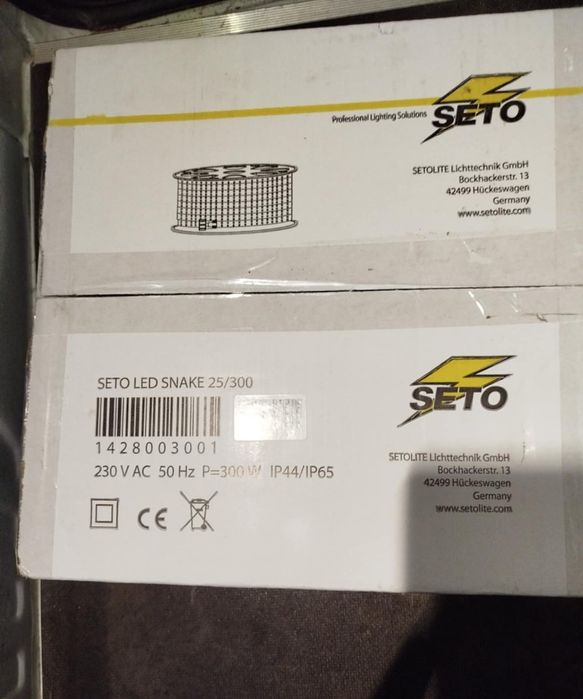 Professional Lighting Solutions
SETO
SETOLITE Lichttechnik GmbH
Bockhackerstr. 13
42499 Hückeswagen
Germany
www.setolite.com
SETO LED SNAKE 25/300
1428003001
230 V AC 50 Hz P=300 W IP44/IP65
CE
SETO
SETOLITE Lichttechnik GmbH
Bockhackerstr. 13
42499 Hückeswagen
Germany
www.setolite.com